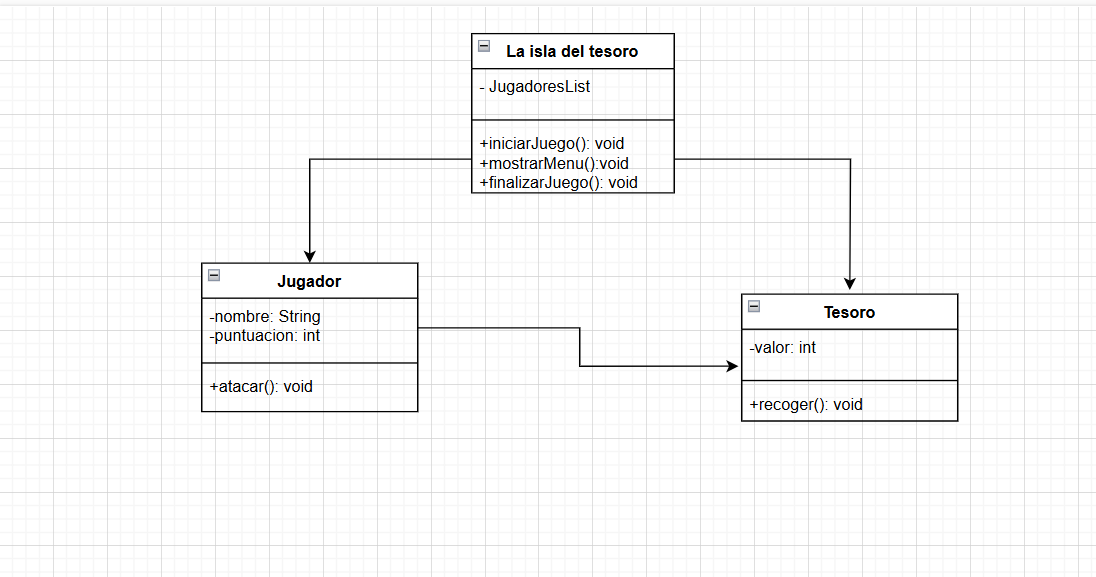 La isla del tesoro
- JugadoresList
+iniciarJuego(): void
+mostrarMenu():void
+finalizarJuego(): void
Jugador
-nombre: String
-puntuacion: int
+atacar(): void
Tesoro
-valor: int
+recoger(): void